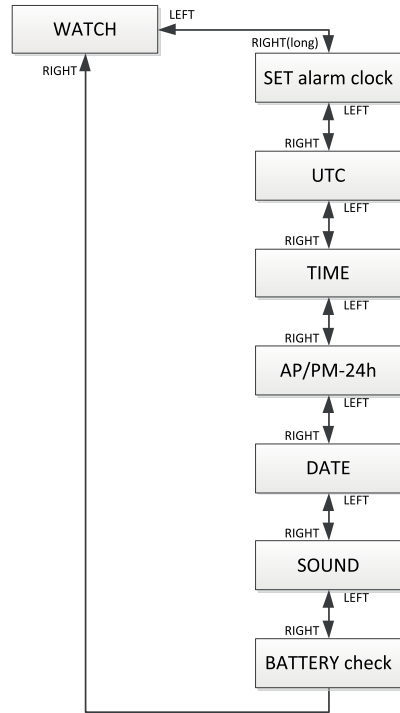 WATCH
LEFT
RIGHT(long)
RIGHT
SET alarm clock
LEFT
RIGHT
UTC
LEFT
RIGHT
TIME
LEFT
RIGHT
AP/PM-24h
LEFT
RIGHT
DATE
LEFT
RIGHT
SOUND
LEFT
RIGHT
BATTERY check